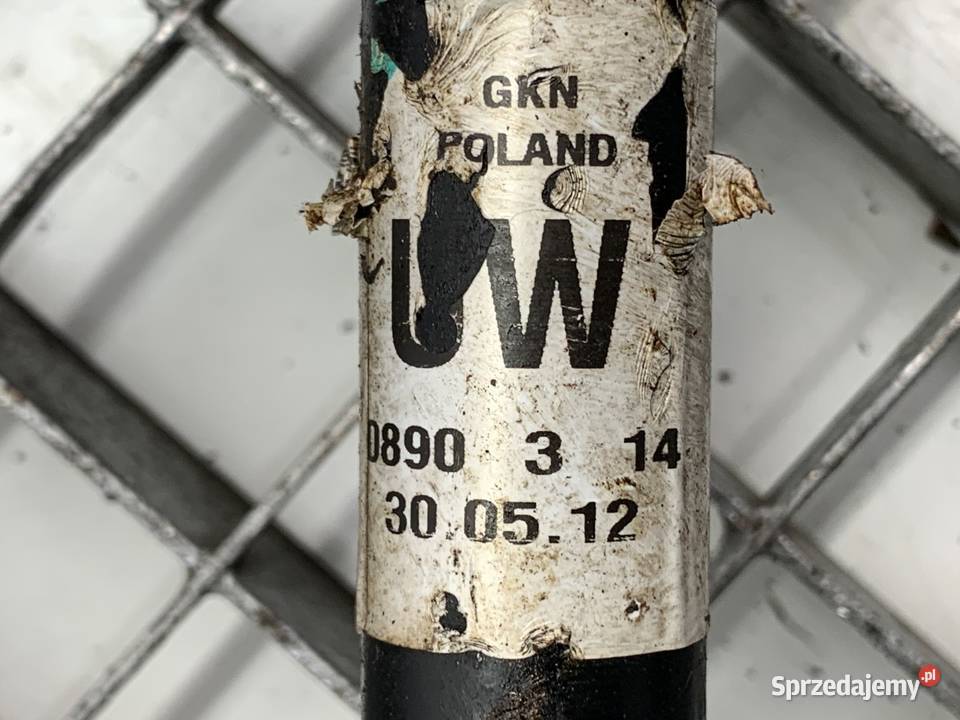 GKN
POLAND
UW
0890 3 14
30.05.12
Sprzedajemy.pl